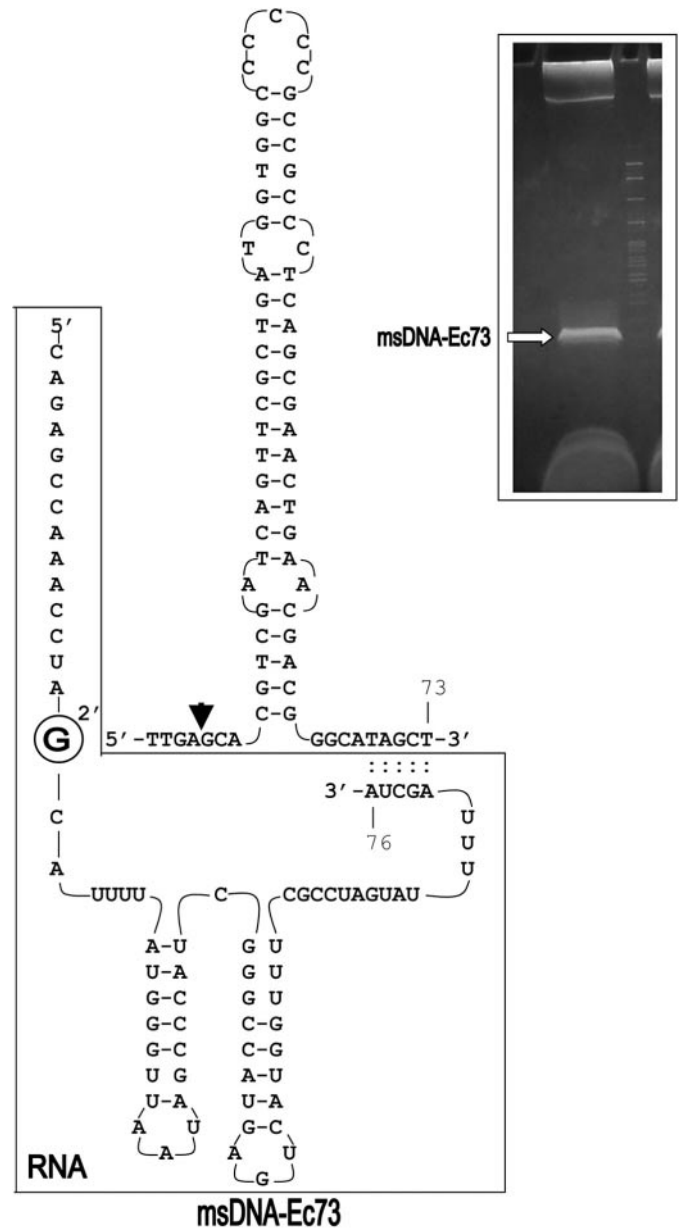 C
C C
C C
C-G
G-C
G-C
T-G
G-C
G-C
T C
A-T
G-C
T-A
C-G
G-C
C-G
T-A
T-A
G-C
A-T
C-G
T-A
A A
G-C
C-G
T-A
G-C
C-G
msDNA-Ec73
5′
C
A
G
A
G
C
C
A
A
A
C
C
U
A
G
2′
5′-TTGAGCA
GGCATAGCT-3′
73
:::::
3′-AUCGA
76
U
U
U
C
A
UUUU
C
CGCCUAGUAU
A-U
U-A
G-C
G-C
G-C
U-G
U A
A U
A
G U
G U
G U
C-G
C-G
A-U
U-A
G-C
A U
G
RNA
msDNA-Ec73